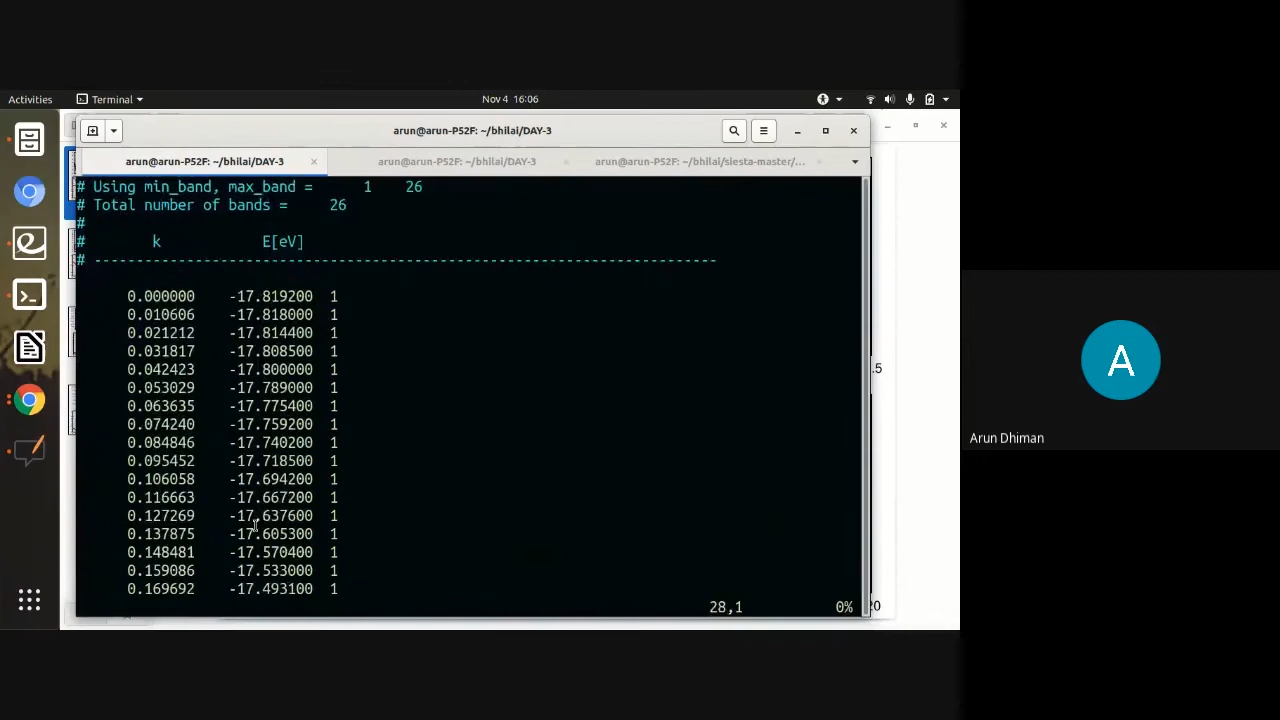 Activities Terminal Nov 4 16:06
arun@arun-P52F: ~/bhilai/DAY-3
arun@arun-P52F: ~/bhilai/DAY-3 × arun@arun-P52F: ~/bhilai/DAY-3 arun@arun-P52F: ~/bhilai/siesta-master/...
# Using min_band, max_band = 1 26
# Total number of bands = 26
#
# k E[eV]
# ---------------------------------------------------------------------------
0.000000 -17.819200 1
0.010606 -17.818000 1
0.021212 -17.814400 1
0.031817 -17.808500 1
0.042423 -17.800000 1
.5
0.053029 -17.789000 1
0.063635 -17.775400 1
0.074240 -17.759200 1
0.084846 -17.740200 1
0.095452 -17.718500 1
0.106058 -17.694200 1
0.116663 -17.667200 1
0.127269 -17.637600 1
0.137875 -17.605300 1
0.148481 -17.570400 1
0.159086 -17.533000 1
0.169692 -17.493100 1
28,1 0%
20
A
Arun Dhiman